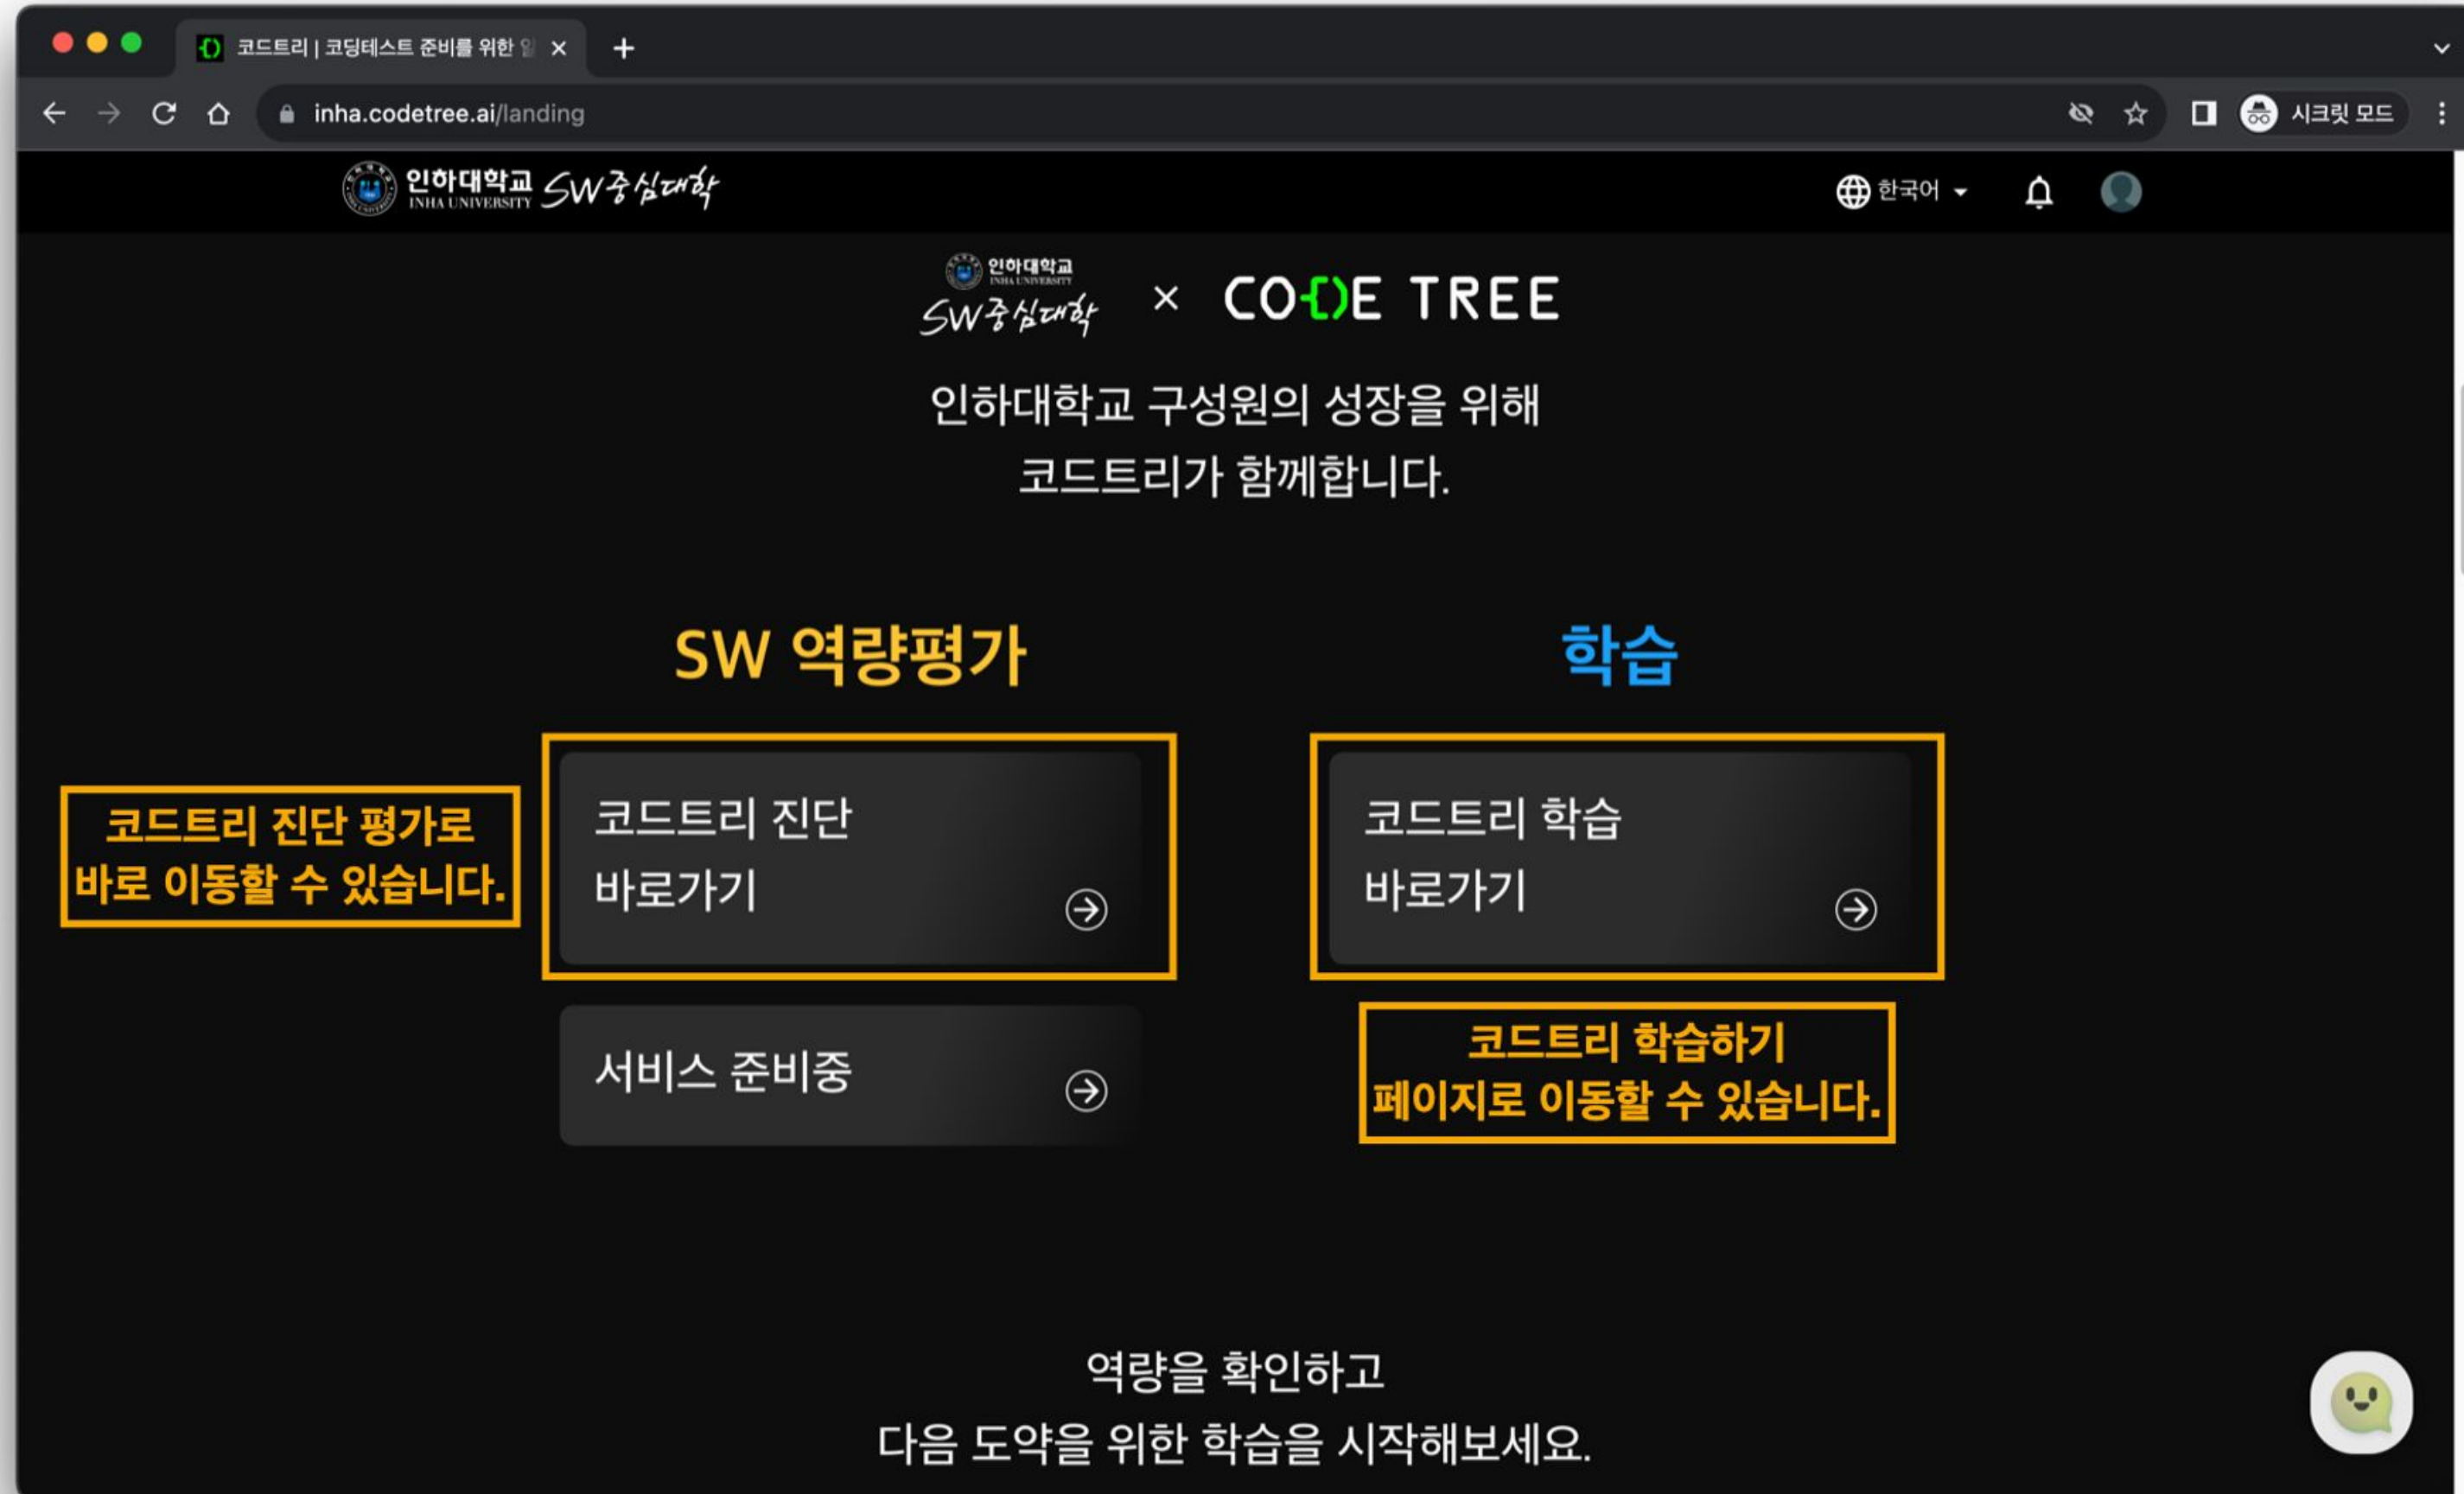 코드트리 | 코딩테스트 준비를 위한
inha.codetree.ai/landing
시크릿 모드
인하대학교
INHA UNIVERSITY
SW중심대학
한국어
인하대학교
INHA UNIVERSITY
SW중심대학
× CODE TREE
인하대학교 구성원의 성장을 위해
코드트리가 함께합니다.
SW 역량평가
학습
코드트리 진단 평가로
바로 이동할 수 있습니다.
코드트리 진단
바로가기
코드트리 학습
바로가기
서비스 준비중
코드트리 학습하기
페이지로 이동할 수 있습니다.
역량을 확인하고
다음 도약을 위한 학습을 시작해보세요.